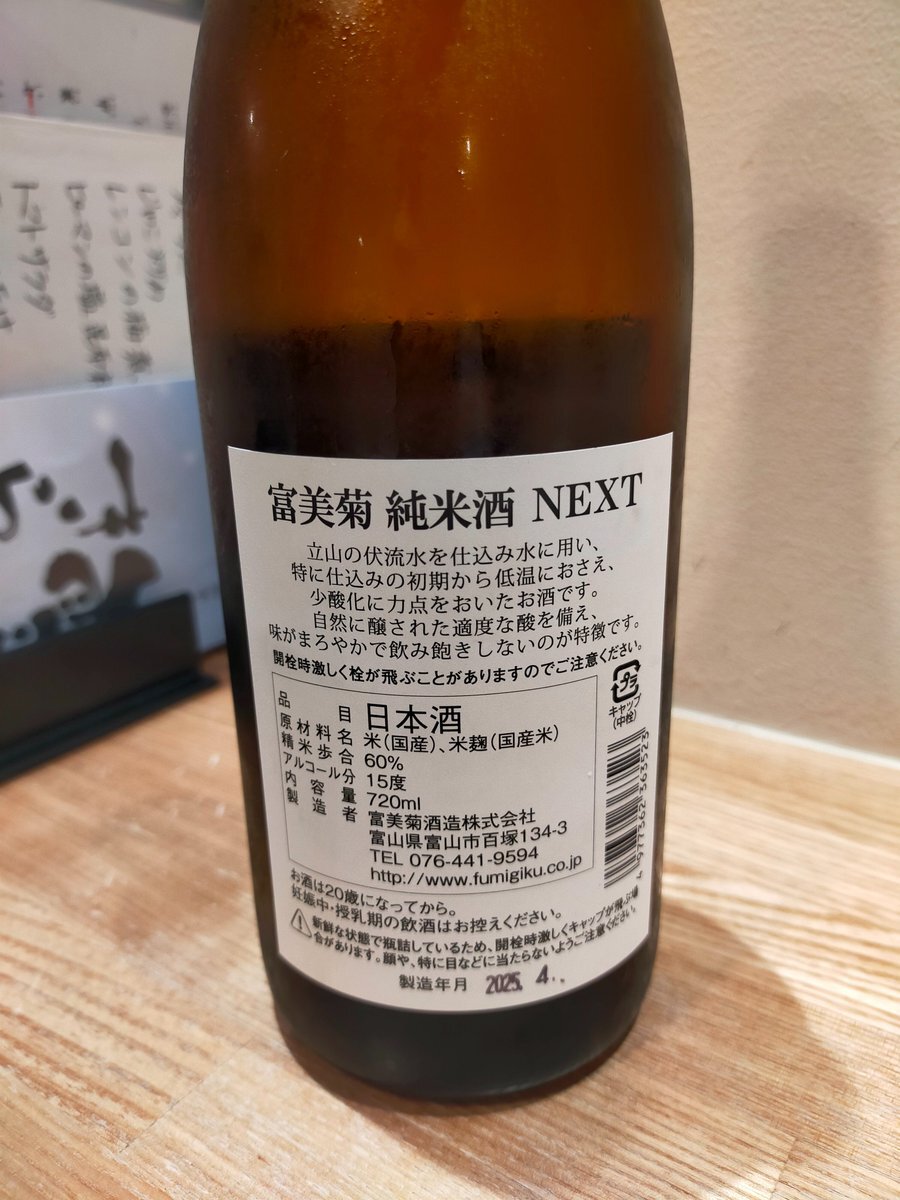 富美菊 純米酒 NEXT
立山の伏流水を仕込み水に用い、
特に仕込みの初期から低温におさえ、
少酸化に力点をおいたお酒です。
自然に醸された適度な酸を備え、
味がまろやかで飲み飽きしないのが特徴です。
開栓時激しく栓が飛ぶことがありますのでご注意ください。
プラ
キャップ
(中栓)
品目 日本酒
原材料名 米(国産)、米麹(国産米)
精米歩合 60%
アルコール分 15度
内容量 720ml
製造者 富美菊酒造株式会社
富山県富山市百塚134-3
TEL 076-441-9594
http://www.fumigiku.co.jp
4 977362 363523
お酒は20歳になってから。
妊娠中・授乳期の飲酒はお控えください。
新鮮な状態で瓶詰しているため、開栓時激しくキャップが飛ぶ場
合があります。顔や、特に目などに当たらないようご注意ください。
製造年月 2025. 4.
トマトサラダ